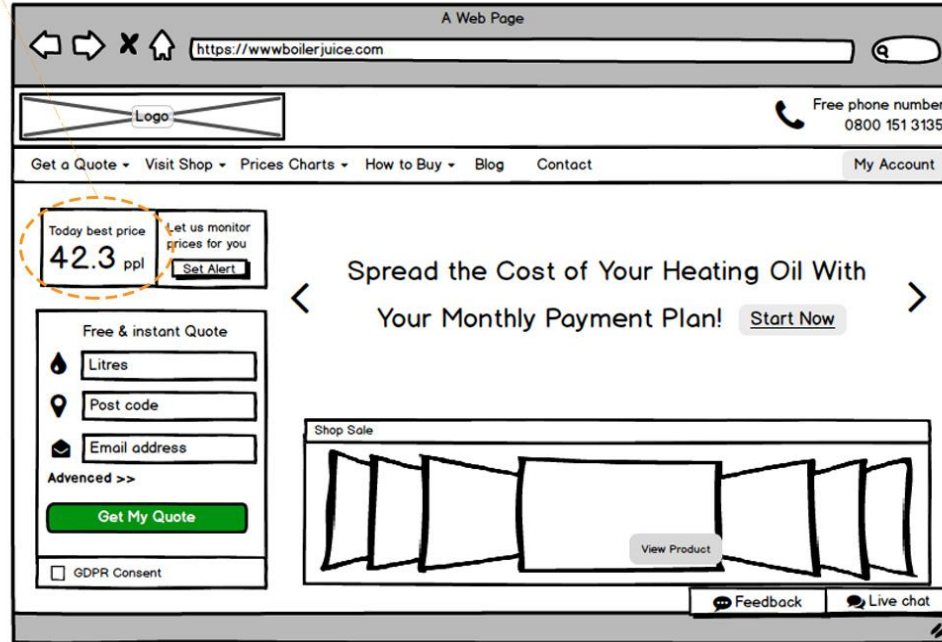 A Web Page
https://wwwboilerjuice.com
Logo
Free phone number
0800 151 3135
Get a Quote Visit Shop Prices Charts How to Buy Blog Contact My Account
Today best price
42.3 ppl
Let us monitor
prices for you
Set Alert
Spread the Cost of Your Heating Oil With
Your Monthly Payment Plan! Start Now
Free & instant Quote
Litres
Post code
Email address
Advenced >>
Get My Quote
GDPR Consent
Shop Sale
View Product
Feedback Live chat